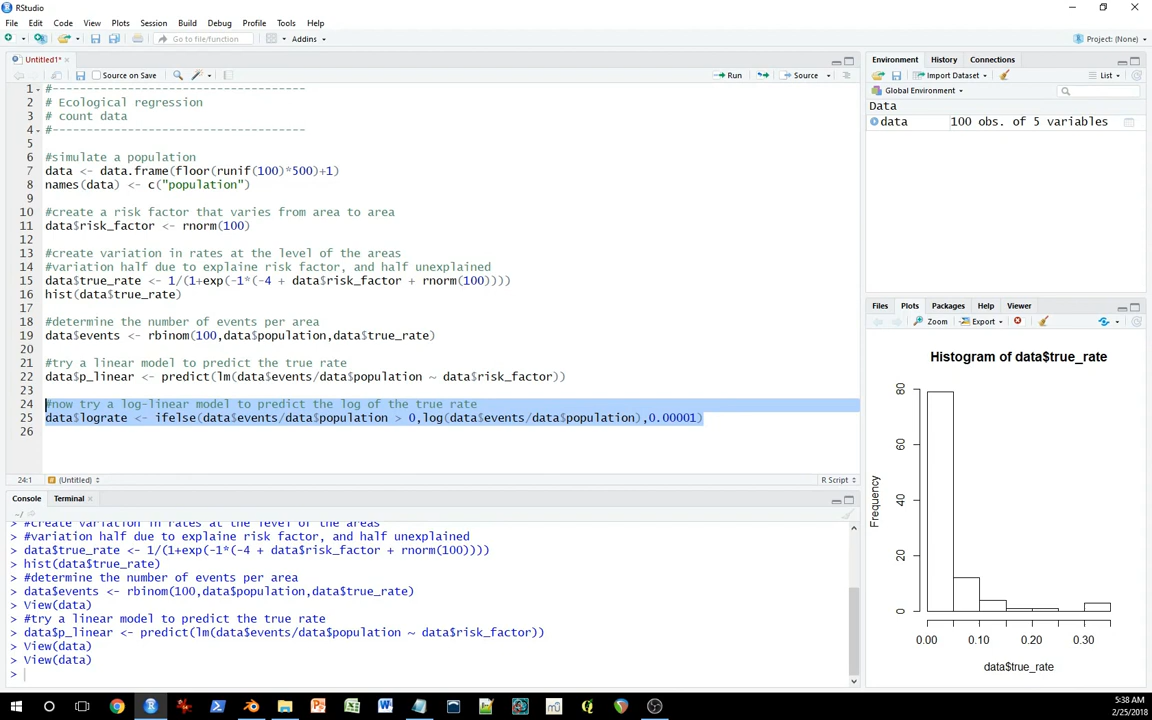 RStudio
File Edit Code View Plots Session Build Debug Profile Tools Help
Go to file/function Addins Project: (None)
Untitled1*
Source on Save Run Source
1 #-------------------------------------
2 # Ecological regression
3 # count data
4 #-------------------------------------
5
6 #simulate a population
7 data <- data.frame(floor(runif(100)*500)+1)
8 names(data) <- c("population")
9
10 #create a risk factor that varies from area to area
11 data$risk_factor <- rnorm(100)
12
13 #create variation in rates at the level of the areas
14 #variation half due to explaine risk factor, and half unexplained
15 data$true_rate <- 1/(1+exp(-1*(-4 + data$risk_factor + rnorm(100))))
16 hist(data$true_rate)
17
18 #determine the number of events per area
19 data$events <- rbinom(100,data$population,data$true_rate)
20
21 #try a linear model to predict the true rate
22 data$p_linear <- predict(lm(data$events/data$population ~ data$risk_factor))
23
24 #now try a log-linear model to predict the log of the true rate
25 data$lograte <- ifelse(data$events/data$population > 0,log(data$events/data$population),0.00001)
26
24:1 (Untitled) R Script
Console Terminal
~/
> #create variation in rates at the level of the areas
> #variation half due to explaine risk factor, and half unexplained
> data$true_rate <- 1/(1+exp(-1*(-4 + data$risk_factor + rnorm(100))))
> hist(data$true_rate)
> #determine the number of events per area
> data$events <- rbinom(100,data$population,data$true_rate)
> View(data)
> #try a linear model to predict the true rate
> data$p_linear <- predict(lm(data$events/data$population ~ data$risk_factor))
> View(data)
> View(data)
>
Environment History Connections
Import Dataset List
Global Environment
Data
data 100 obs. of 5 variables
Files Plots Packages Help Viewer
Zoom Export
Histogram of data$true_rate
Frequency
80
60
40
20
0
0.00 0.10 0.20 0.30
data$true_rate
5:38 AM
2/25/2018